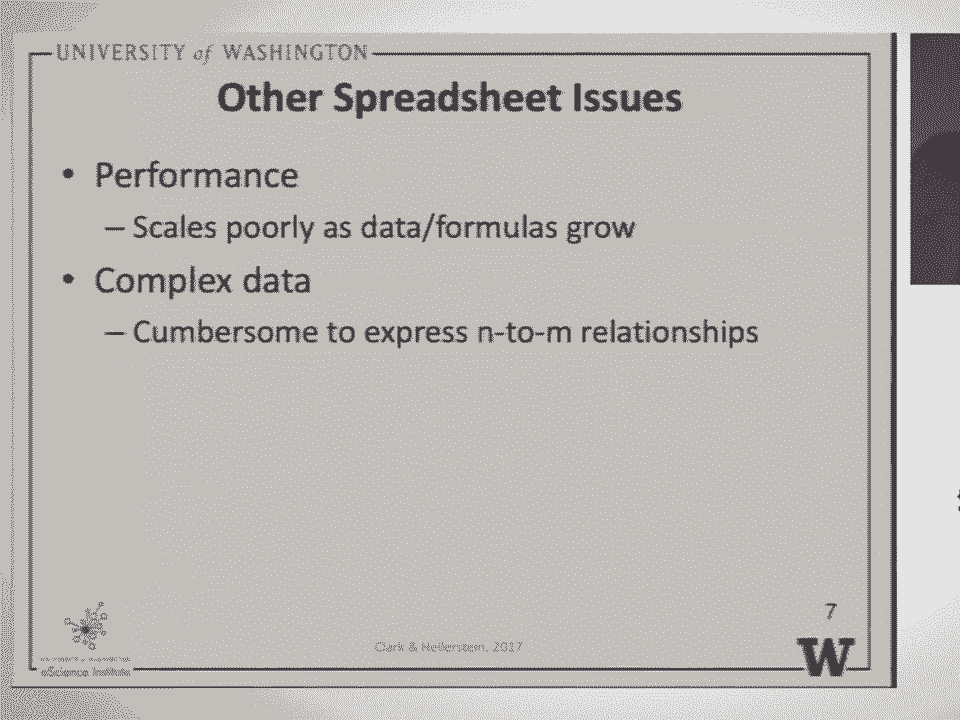 UNIVERSITY of WASHINGTON
Other Spreadsheet Issues
• Performance
– Scales poorly as data/formulas grow
• Complex data
– Cumbersome to express n-to-m relationships
7
Clark & Hellerstein, 2017
W
eScience Institute